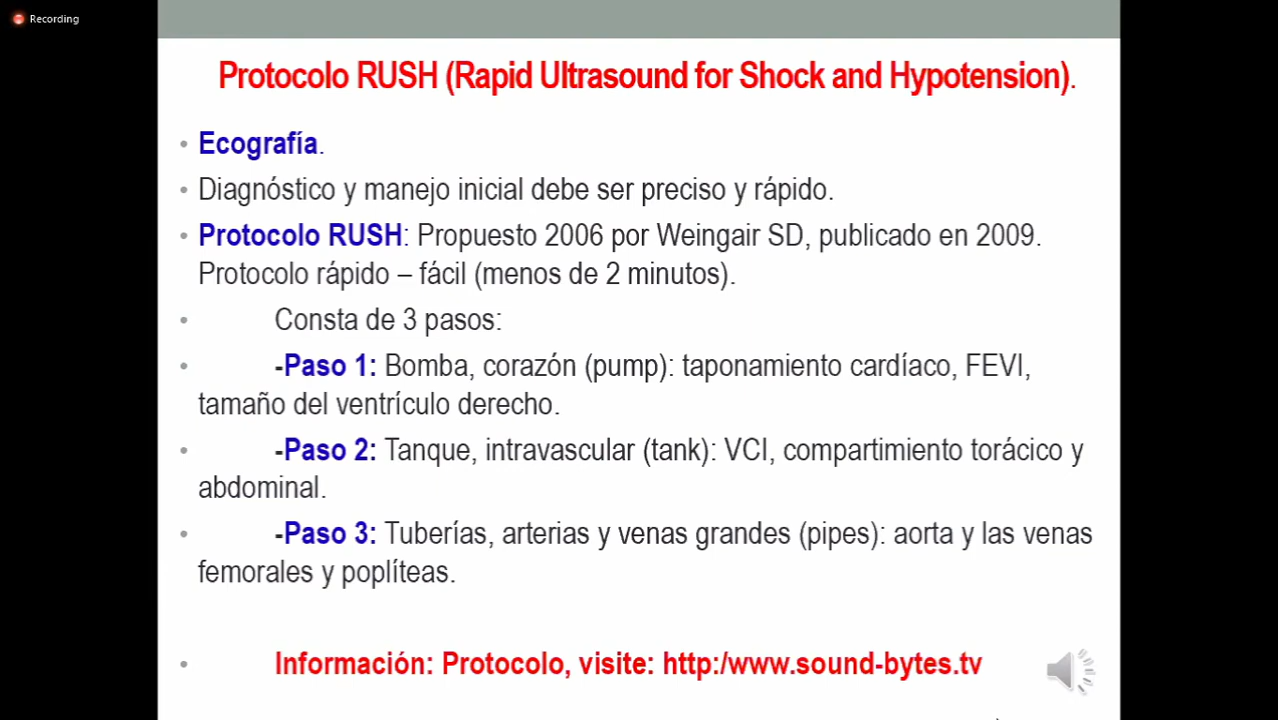 Recording
Protocolo RUSH (Rapid Ultrasound for Shock and Hypotension).
• Ecografía.
• Diagnóstico y manejo inicial debe ser preciso y rápido.
• Protocolo RUSH: Propuesto 2006 por Weingair SD, publicado en 2009.
Protocolo rápido – fácil (menos de 2 minutos).
• Consta de 3 pasos:
• -Paso 1: Bomba, corazón (pump): taponamiento cardíaco, FEVI,
tamaño del ventrículo derecho.
• -Paso 2: Tanque, intravascular (tank): VCI, compartimiento torácico y
abdominal.
• -Paso 3: Tuberías, arterias y venas grandes (pipes): aorta y las venas
femorales y poplíteas.
• Información: Protocolo, visite: http:/www.sound-bytes.tv